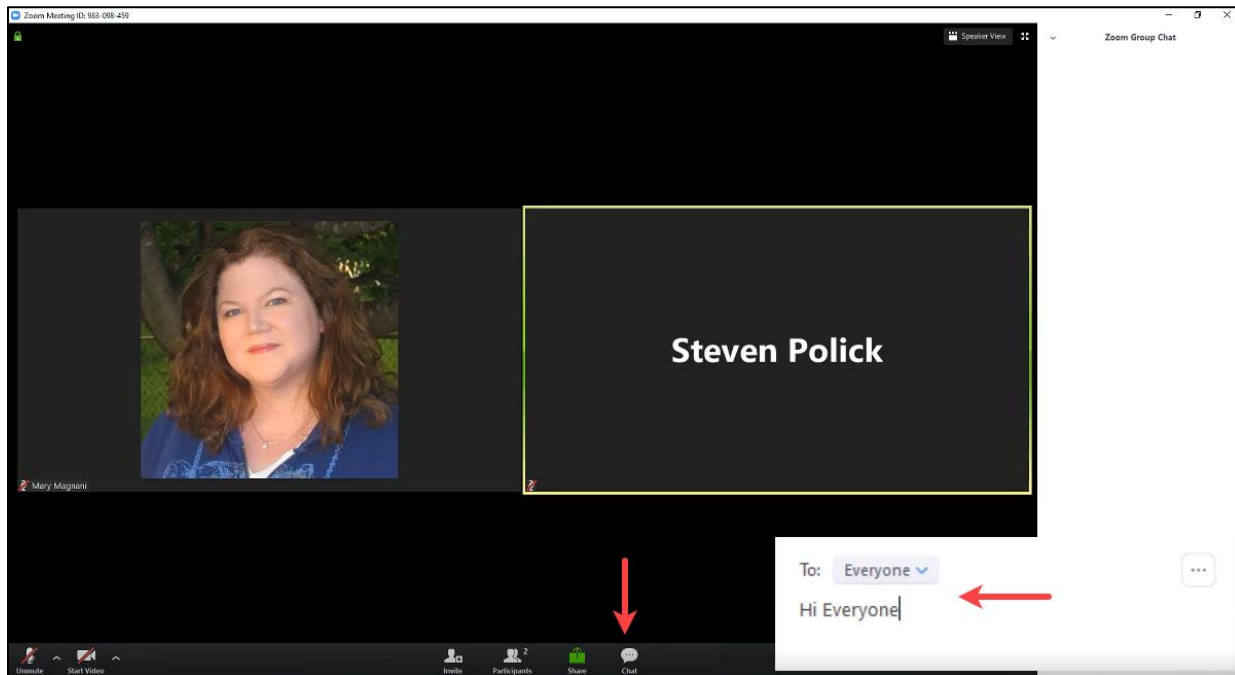 Zoom Meeting ID: 983-098-459
Speaker View
Zoom Group Chat
Steven Polick
Mary Magnani
To: Everyone
Hi Everyone
Unmute
Start Video
Invite
Participants
2
Share
Chat